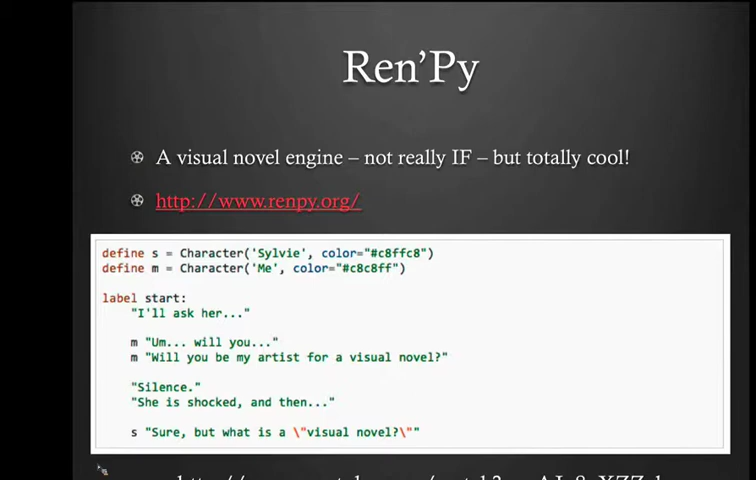 Ren'Py
A visual novel engine – not really IF – but totally cool!
http://www.renpy.org/
define s = Character('Sylvie', color="#c8ffc8")
define m = Character('Me', color="#c8c8ff")
label start:
"I'll ask her..."
m "Um... will you..."
m "Will you be my artist for a visual novel?"
"Silence."
"She is shocked, and then..."
s "Sure, but what is a \"visual novel?\""